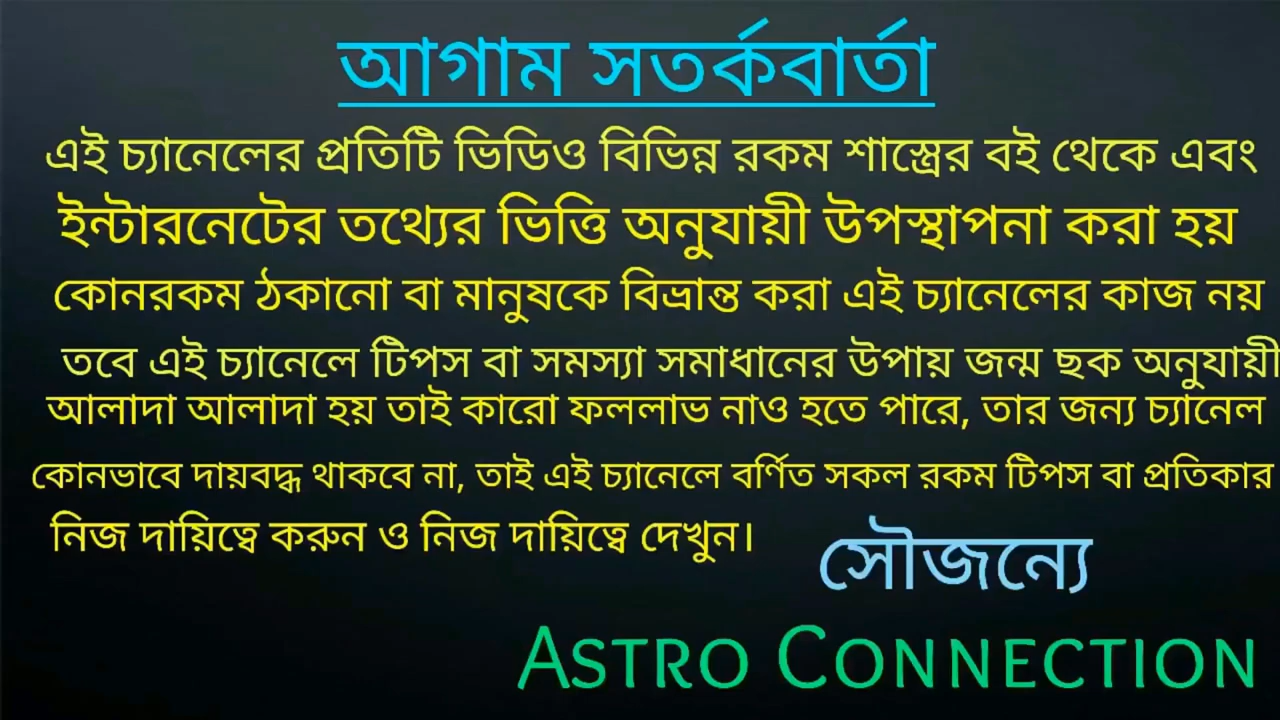 আগাম সতর্কবার্তা
এই চ্যানেলের প্রতিটি ভিডিও বিভিন্ন রকম শাস্ত্রের বই থেকে এবং
ইন্টারনেটের তথ্যের ভিত্তি অনুযায়ী উপস্থাপনা করা হয়
কোনরকম ঠকানো বা মানুষকে বিভ্রান্ত করা এই চ্যানেলের কাজ নয়
তবে এই চ্যানেলে টিপস বা সমস্যা সমাধানের উপায় জন্ম ছক অনুযায়ী
আলাদা আলাদা হয় তাই কারো ফললাভ নাও হতে পারে, তার জন্য চ্যানেল
কোনভাবে দায়বদ্ধ থাকবে না, তাই এই চ্যানেলে বর্ণিত সকল রকম টিপস বা প্রতিকার
নিজ দায়িত্বে করুন ও নিজ দায়িত্বে দেখুন।
সৌজন্যে
ASTRO CONNECTION